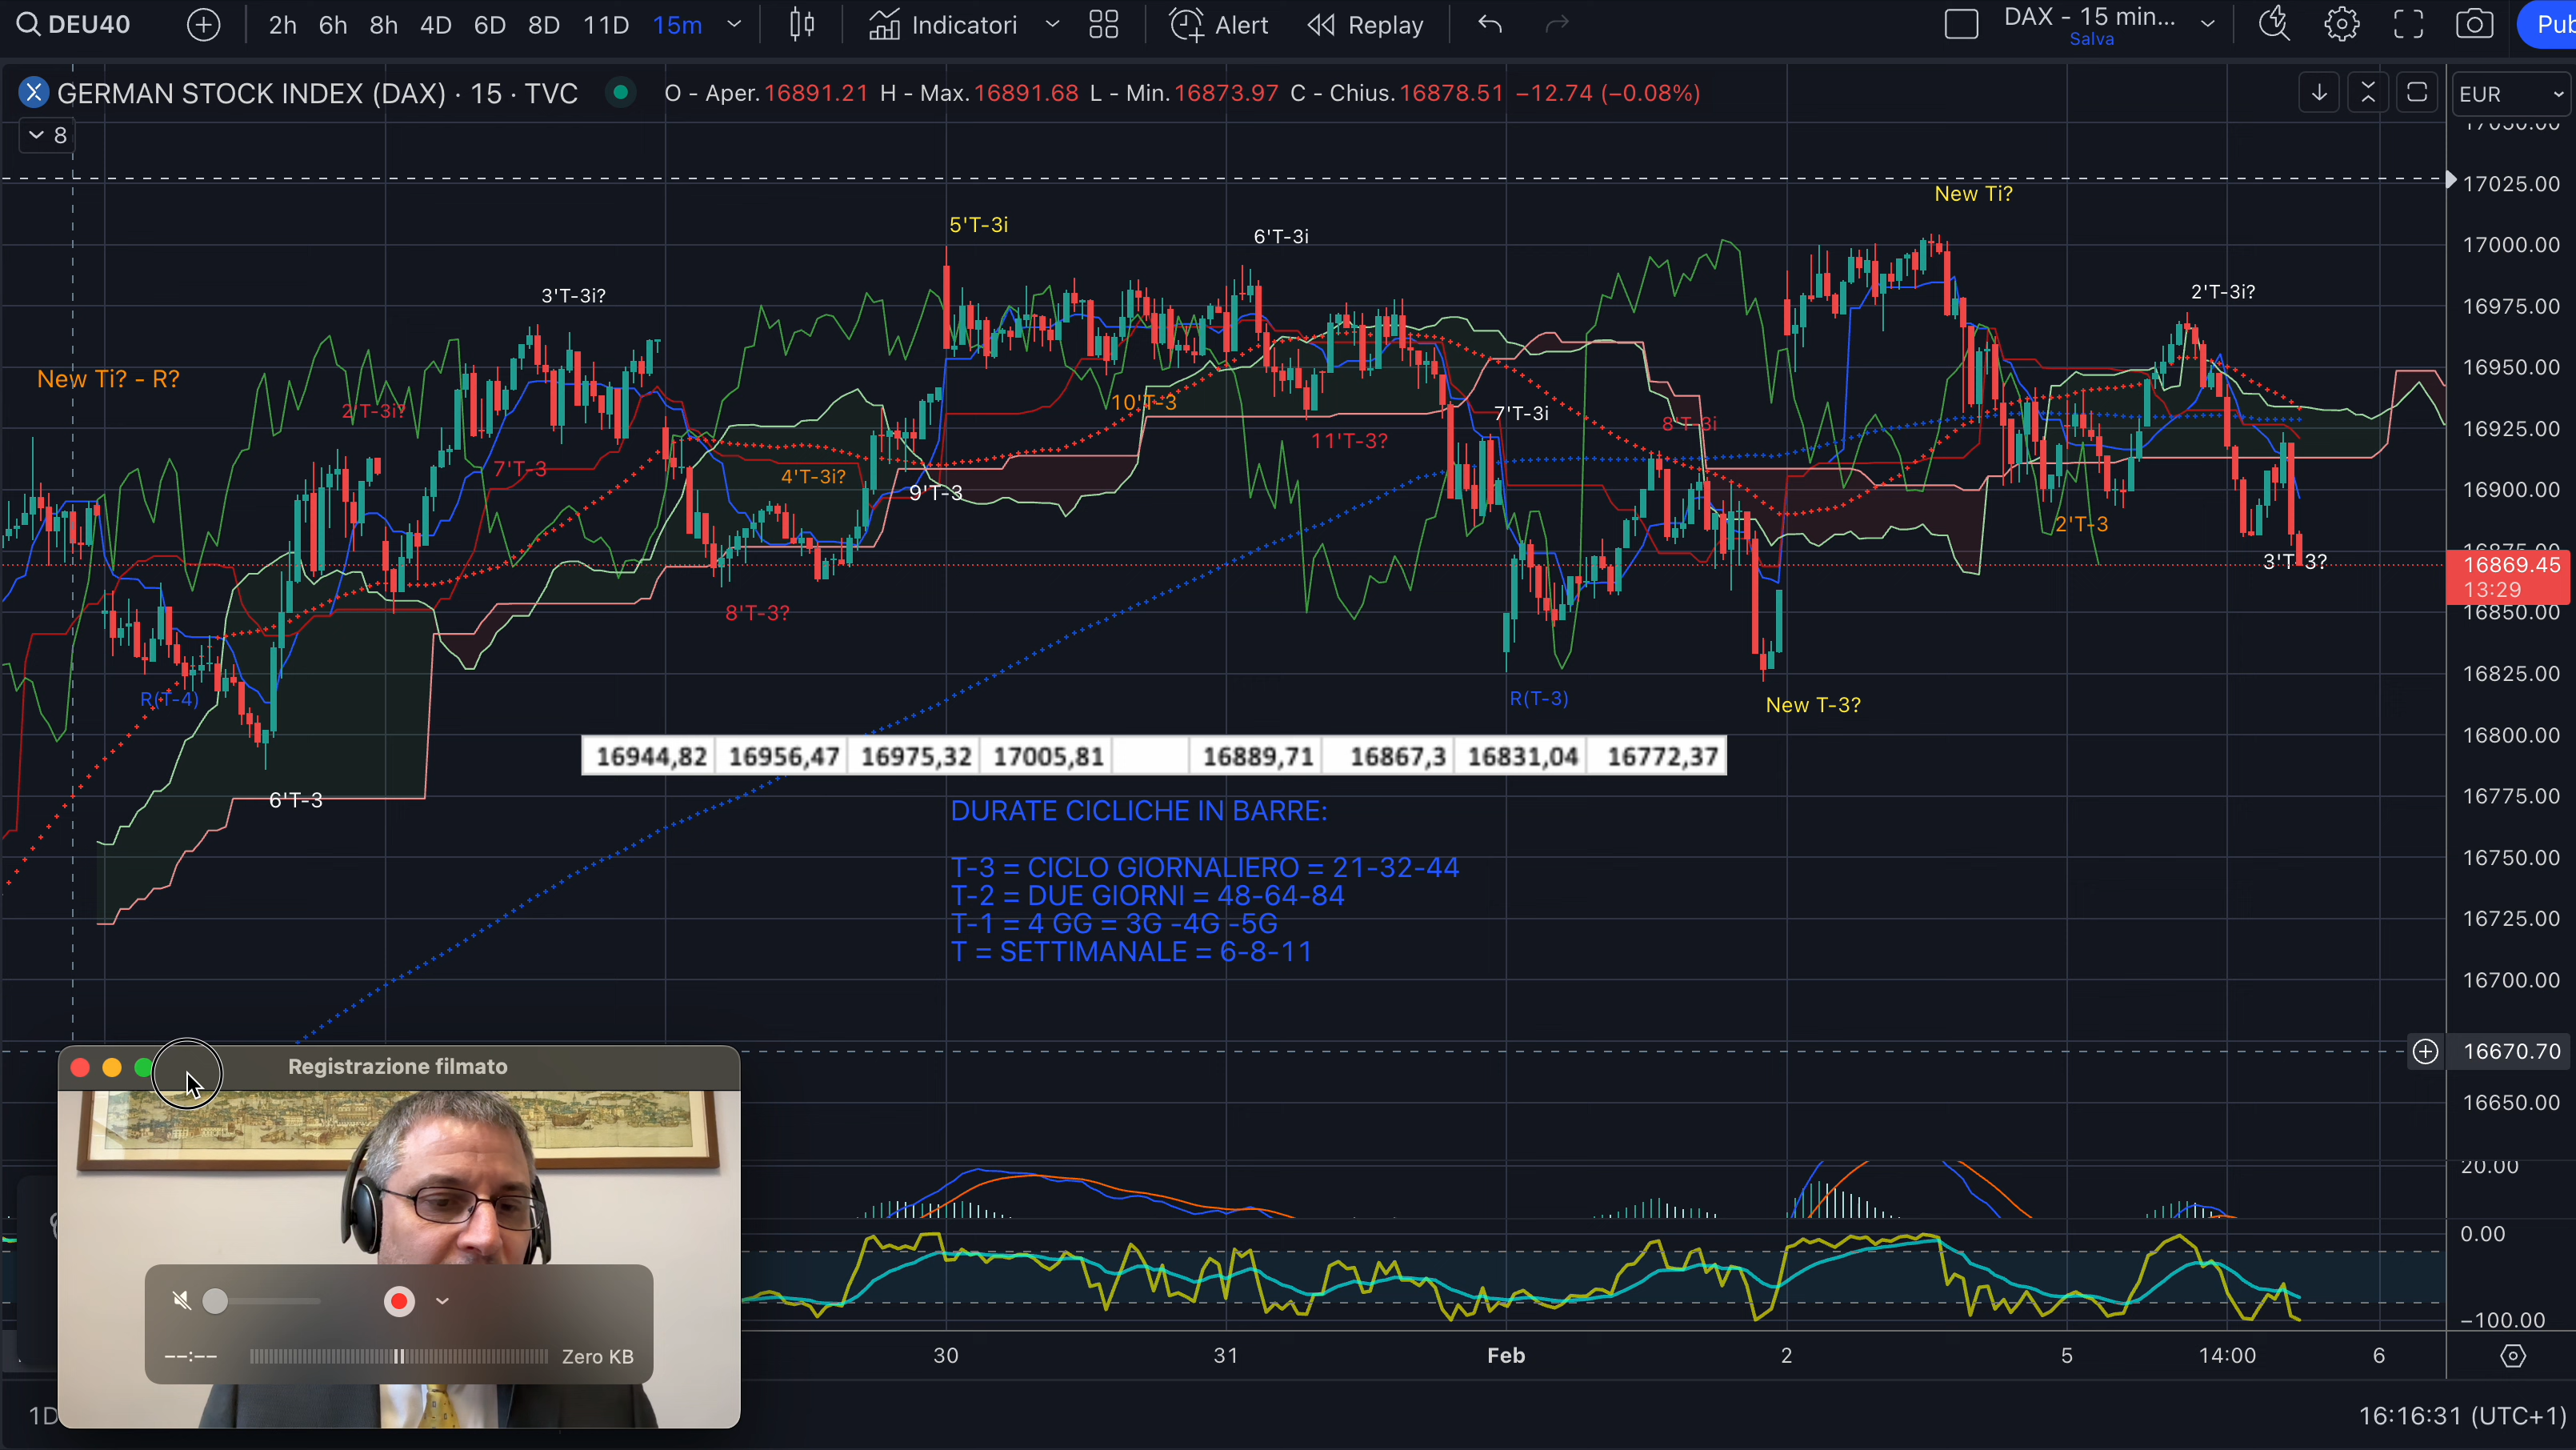 DEU40
2h 6h 8h 4D 6D 8D 11D 15m
Indicatori
Alert
Replay
DAX - 15 min...
Salva
Pub
GERMAN STOCK INDEX (DAX) · 15 · TVC
O - Aper.16891.21 H - Max.16891.68 L - Min.16873.97 C - Chius.16878.51 −12.74 (−0.08%)
EUR
8
17025.00
17000.00
16975.00
16950.00
16925.00
16900.00
16869.45
13:29
16850.00
16825.00
16800.00
16775.00
16750.00
16725.00
16700.00
16670.70
16650.00
20.00
0.00
−100.00
New Ti?
5'T-3i
6'T-3i
3'T-3i?
2'T-3i?
New Ti? - R?
2'T-3i?
10'T-3
7'T-3i
8'T-3i
11'T-3?
7'T-3
4'T-3i?
9'T-3
2'T-3
3'T-3?
8'T-3?
R(T-4)
R(T-3)
New T-3?
6'T-3
16944,82 16956,47 16975,32 17005,81 16889,71 16867,3 16831,04 16772,37
DURATE CICLICHE IN BARRE:
T-3 = CICLO GIORNALIERO = 21-32-44
T-2 = DUE GIORNI = 48-64-84
T-1 = 4 GG = 3G -4G -5G
T = SETTIMANALE = 6-8-11
Registrazione filmato
--:--
Zero KB
30 31 Feb 2 5 14:00 6
1D
16:16:31 (UTC+1)